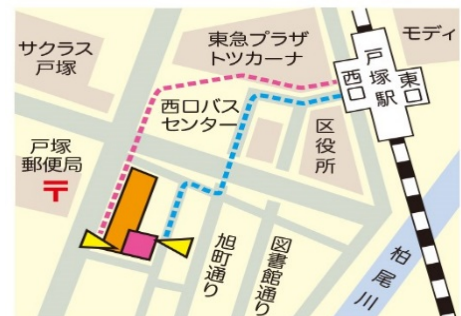 サクラス
戸塚
東急プラザ
トツカーナ
モディ
戸塚駅
西口
東口
西口バス
センター
区役所
戸塚
郵便局
〒
旭町通り
図書館通り
柏尾川